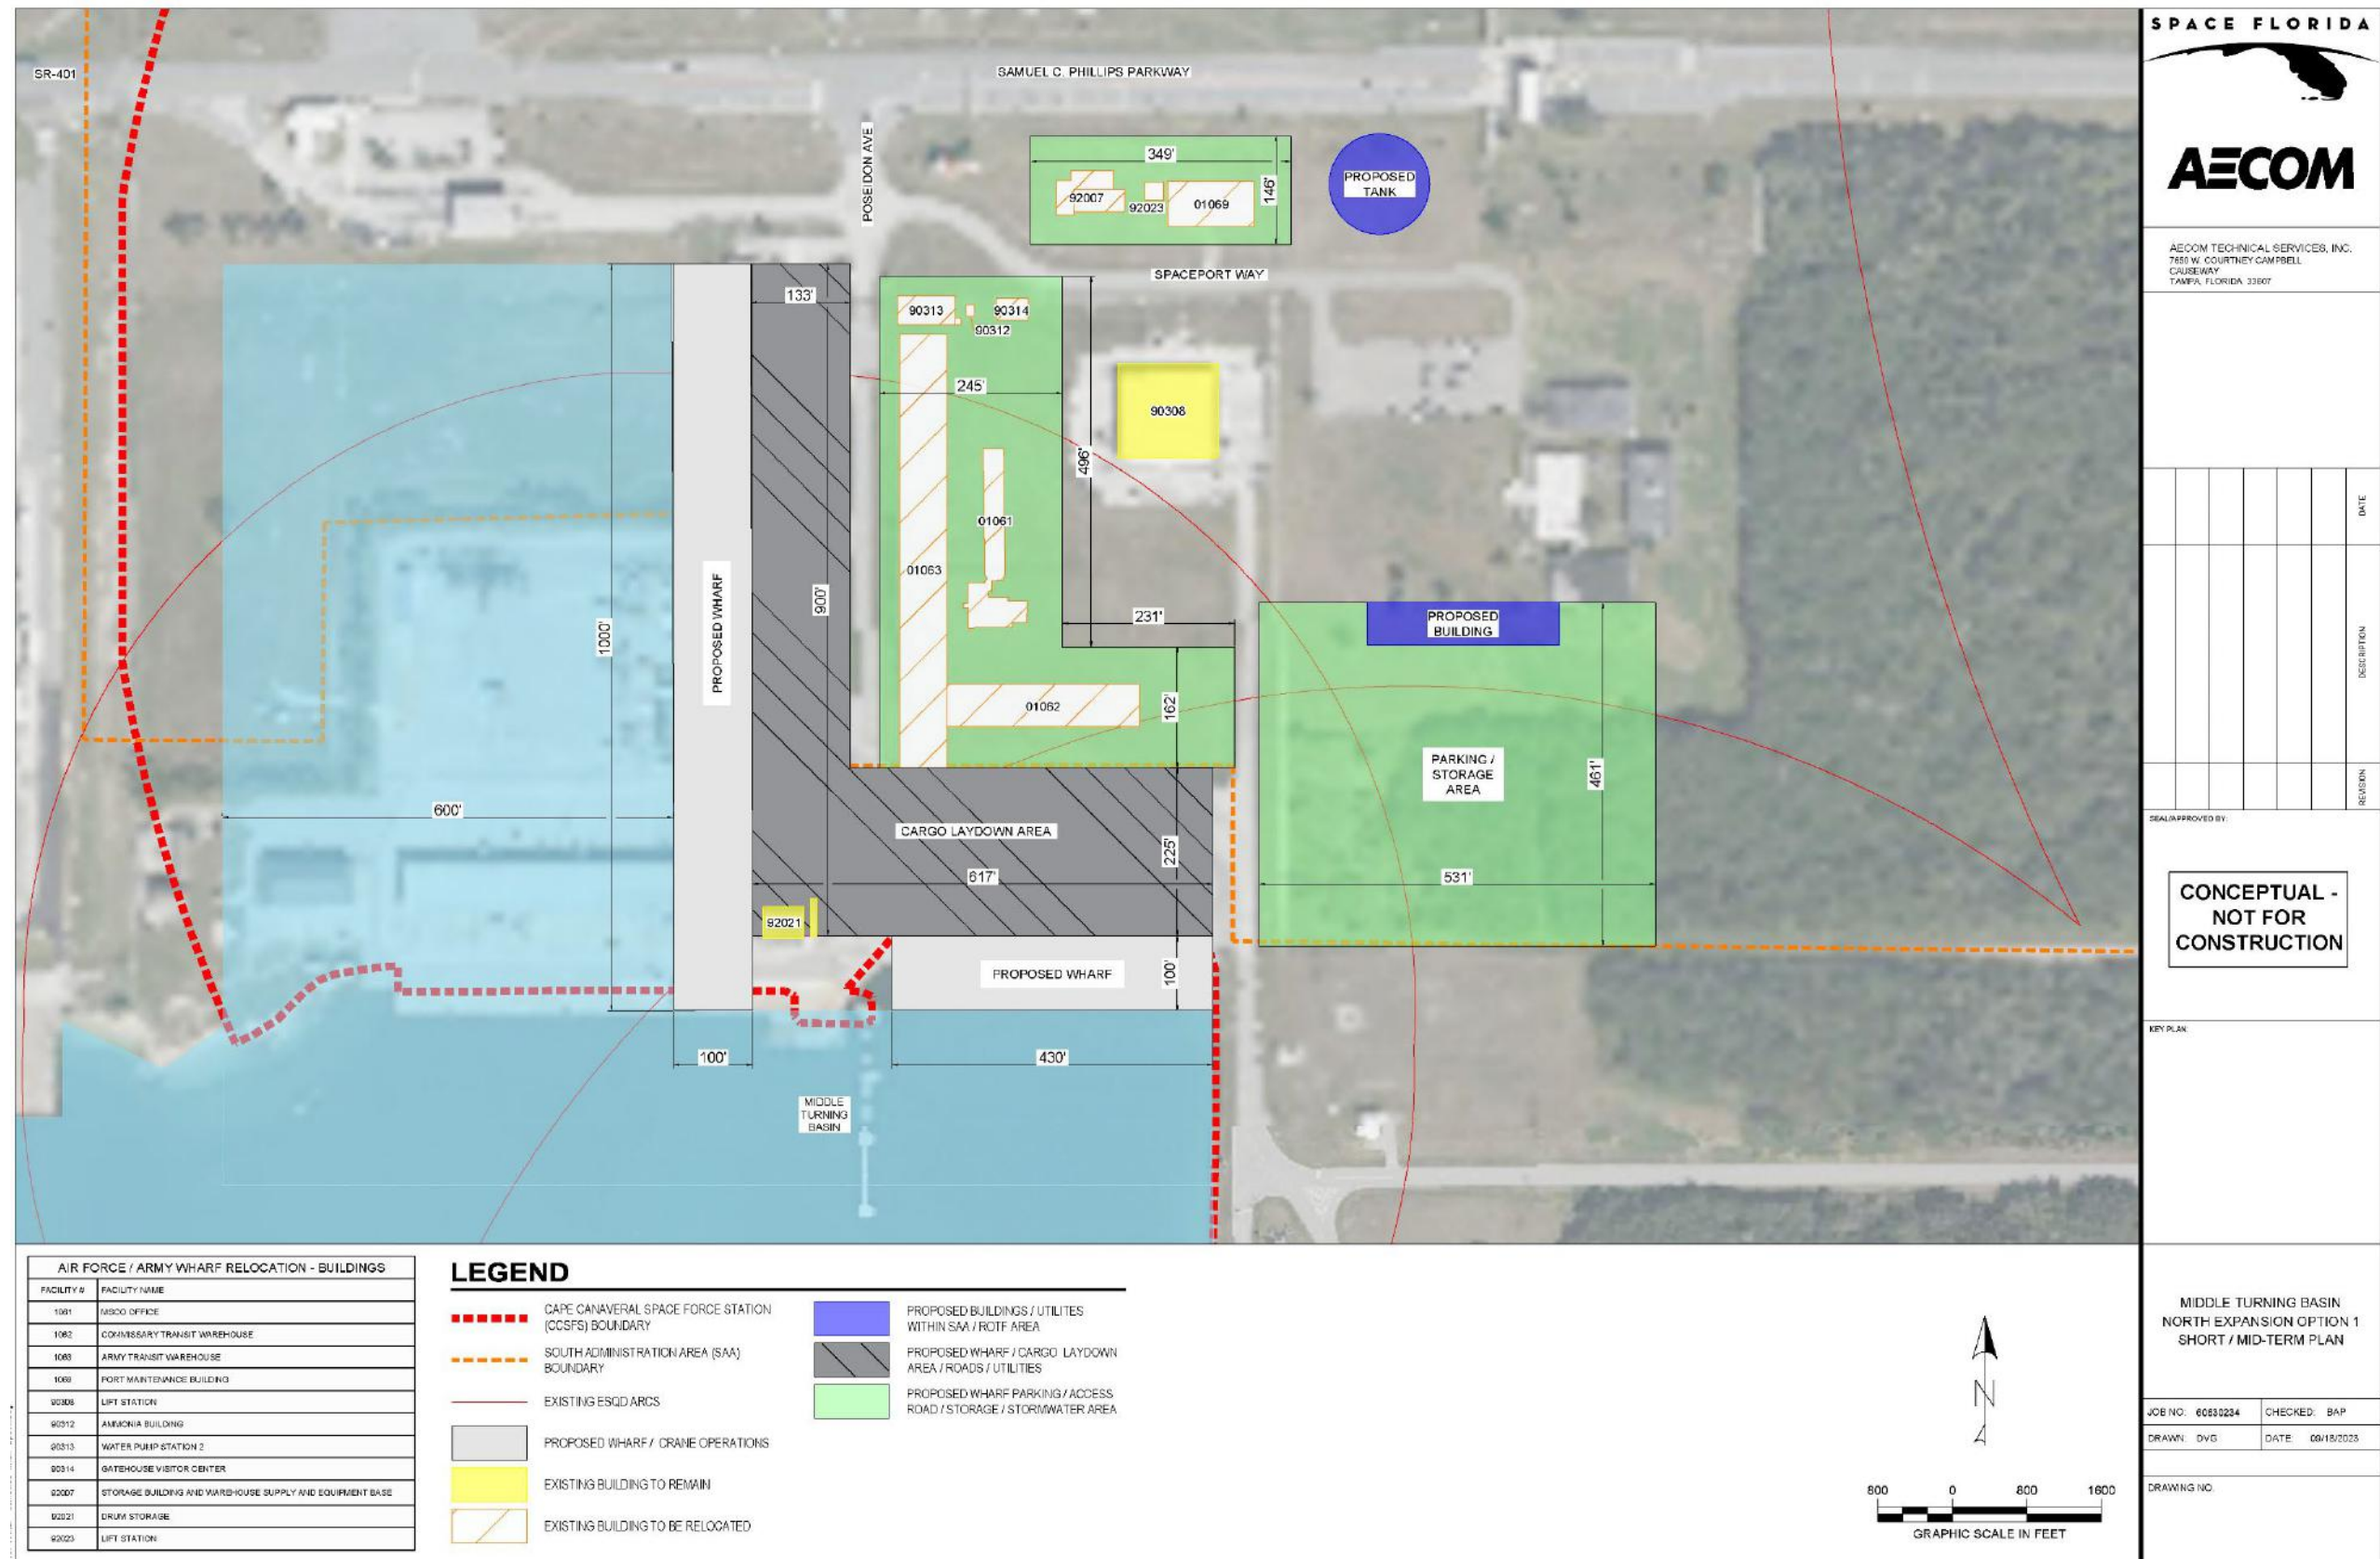 SR-401
SAMUEL C. PHILLIPS PARKWAY
POSEIDON AVE
349'
146'
92007
92023
01069
PROPOSED
TANK
SPACEPORT WAY
133'
90313
90314
90312
245'
90308
496'
01061
01063
PROPOSED WHARF
1000'
900'
231'
PROPOSED
BUILDING
01062
162'
PARKING /
STORAGE
AREA
461'
600'
CARGO LAYDOWN AREA
225'
617'
531'
92021
PROPOSED WHARF
100'
100'
430'
MIDDLE
TURNING
BASIN
SPACE FLORIDA
AECOM
AECOM TECHNICAL SERVICES, INC.
7650 W. COURTNEY CAMPBELL
CAUSEWAY
TAMPA, FLORIDA 33607
DATE
DESCRIPTION
REVISION
SEAL/APPROVED BY:
CONCEPTUAL -
NOT FOR
CONSTRUCTION
KEY PLAN:
MIDDLE TURNING BASIN
NORTH EXPANSION OPTION 1
SHORT / MID-TERM PLAN
JOB NO: 60630234 CHECKED: BAP
DRAWN: DVG DATE: 09/18/2023
DRAWING NO.
AIR FORCE / ARMY WHARF RELOCATION - BUILDINGS
FACILITY # FACILITY NAME
1061 MSCO OFFICE
1062 COMMISSARY TRANSIT WAREHOUSE
1063 ARMY TRANSIT WAREHOUSE
1069 PORT MAINTENANCE BUILDING
90308 LIFT STATION
90312 AMMONIA BUILDING
90313 WATER PUMP STATION 2
90314 GATEHOUSE VISITOR CENTER
92007 STORAGE BUILDING AND WAREHOUSE SUPPLY AND EQUIPMENT BASE
92021 DRUM STORAGE
92023 LIFT STATION
LEGEND
CAPE CANAVERAL SPACE FORCE STATION
(CCSFS) BOUNDARY
SOUTH ADMINISTRATION AREA (SAA)
BOUNDARY
EXISTING ESQD ARCS
PROPOSED WHARF / CRANE OPERATIONS
EXISTING BUILDING TO REMAIN
EXISTING BUILDING TO BE RELOCATED
PROPOSED BUILDINGS / UTILITES
WITHIN SAA / ROTF AREA
PROPOSED WHARF / CARGO LAYDOWN
AREA / ROADS / UTILITIES
PROPOSED WHARF PARKING / ACCESS
ROAD / STORAGE / STORMWATER AREA
N
800 0 800 1600
GRAPHIC SCALE IN FEET